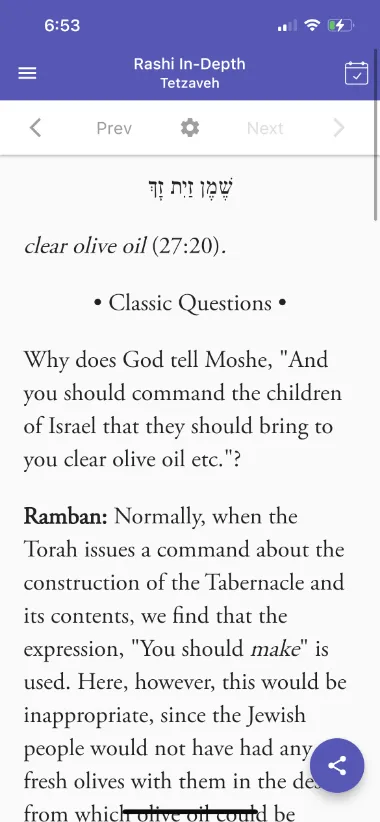 6:53
Rashi In-Depth
Tetzaveh
Prev
Next
שֶׁמֶן זַיִת זָךְ
clear olive oil (27:20).
• Classic Questions •
Why does God tell Moshe, "And
you should command the children
of Israel that they should bring to
you clear olive oil etc."?
Ramban: Normally, when the
Torah issues a command about the
construction of the Tabernacle and
its contents, we find that the
expression, "You should make" is
used. Here, however, this would be
inappropriate, since the Jewish
people would not have had any
fresh olives with them in the
from which olive oil could be